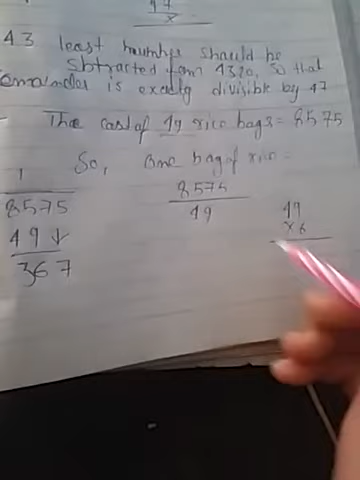 47
x
43 least number should be
subtracted from 4320, so that
remainder is exactly divisible by 47
The cost of 49 rice bags = 8575
So, one bag of rice =
1
8575
49 ↓
367
8575
49
49
x 6